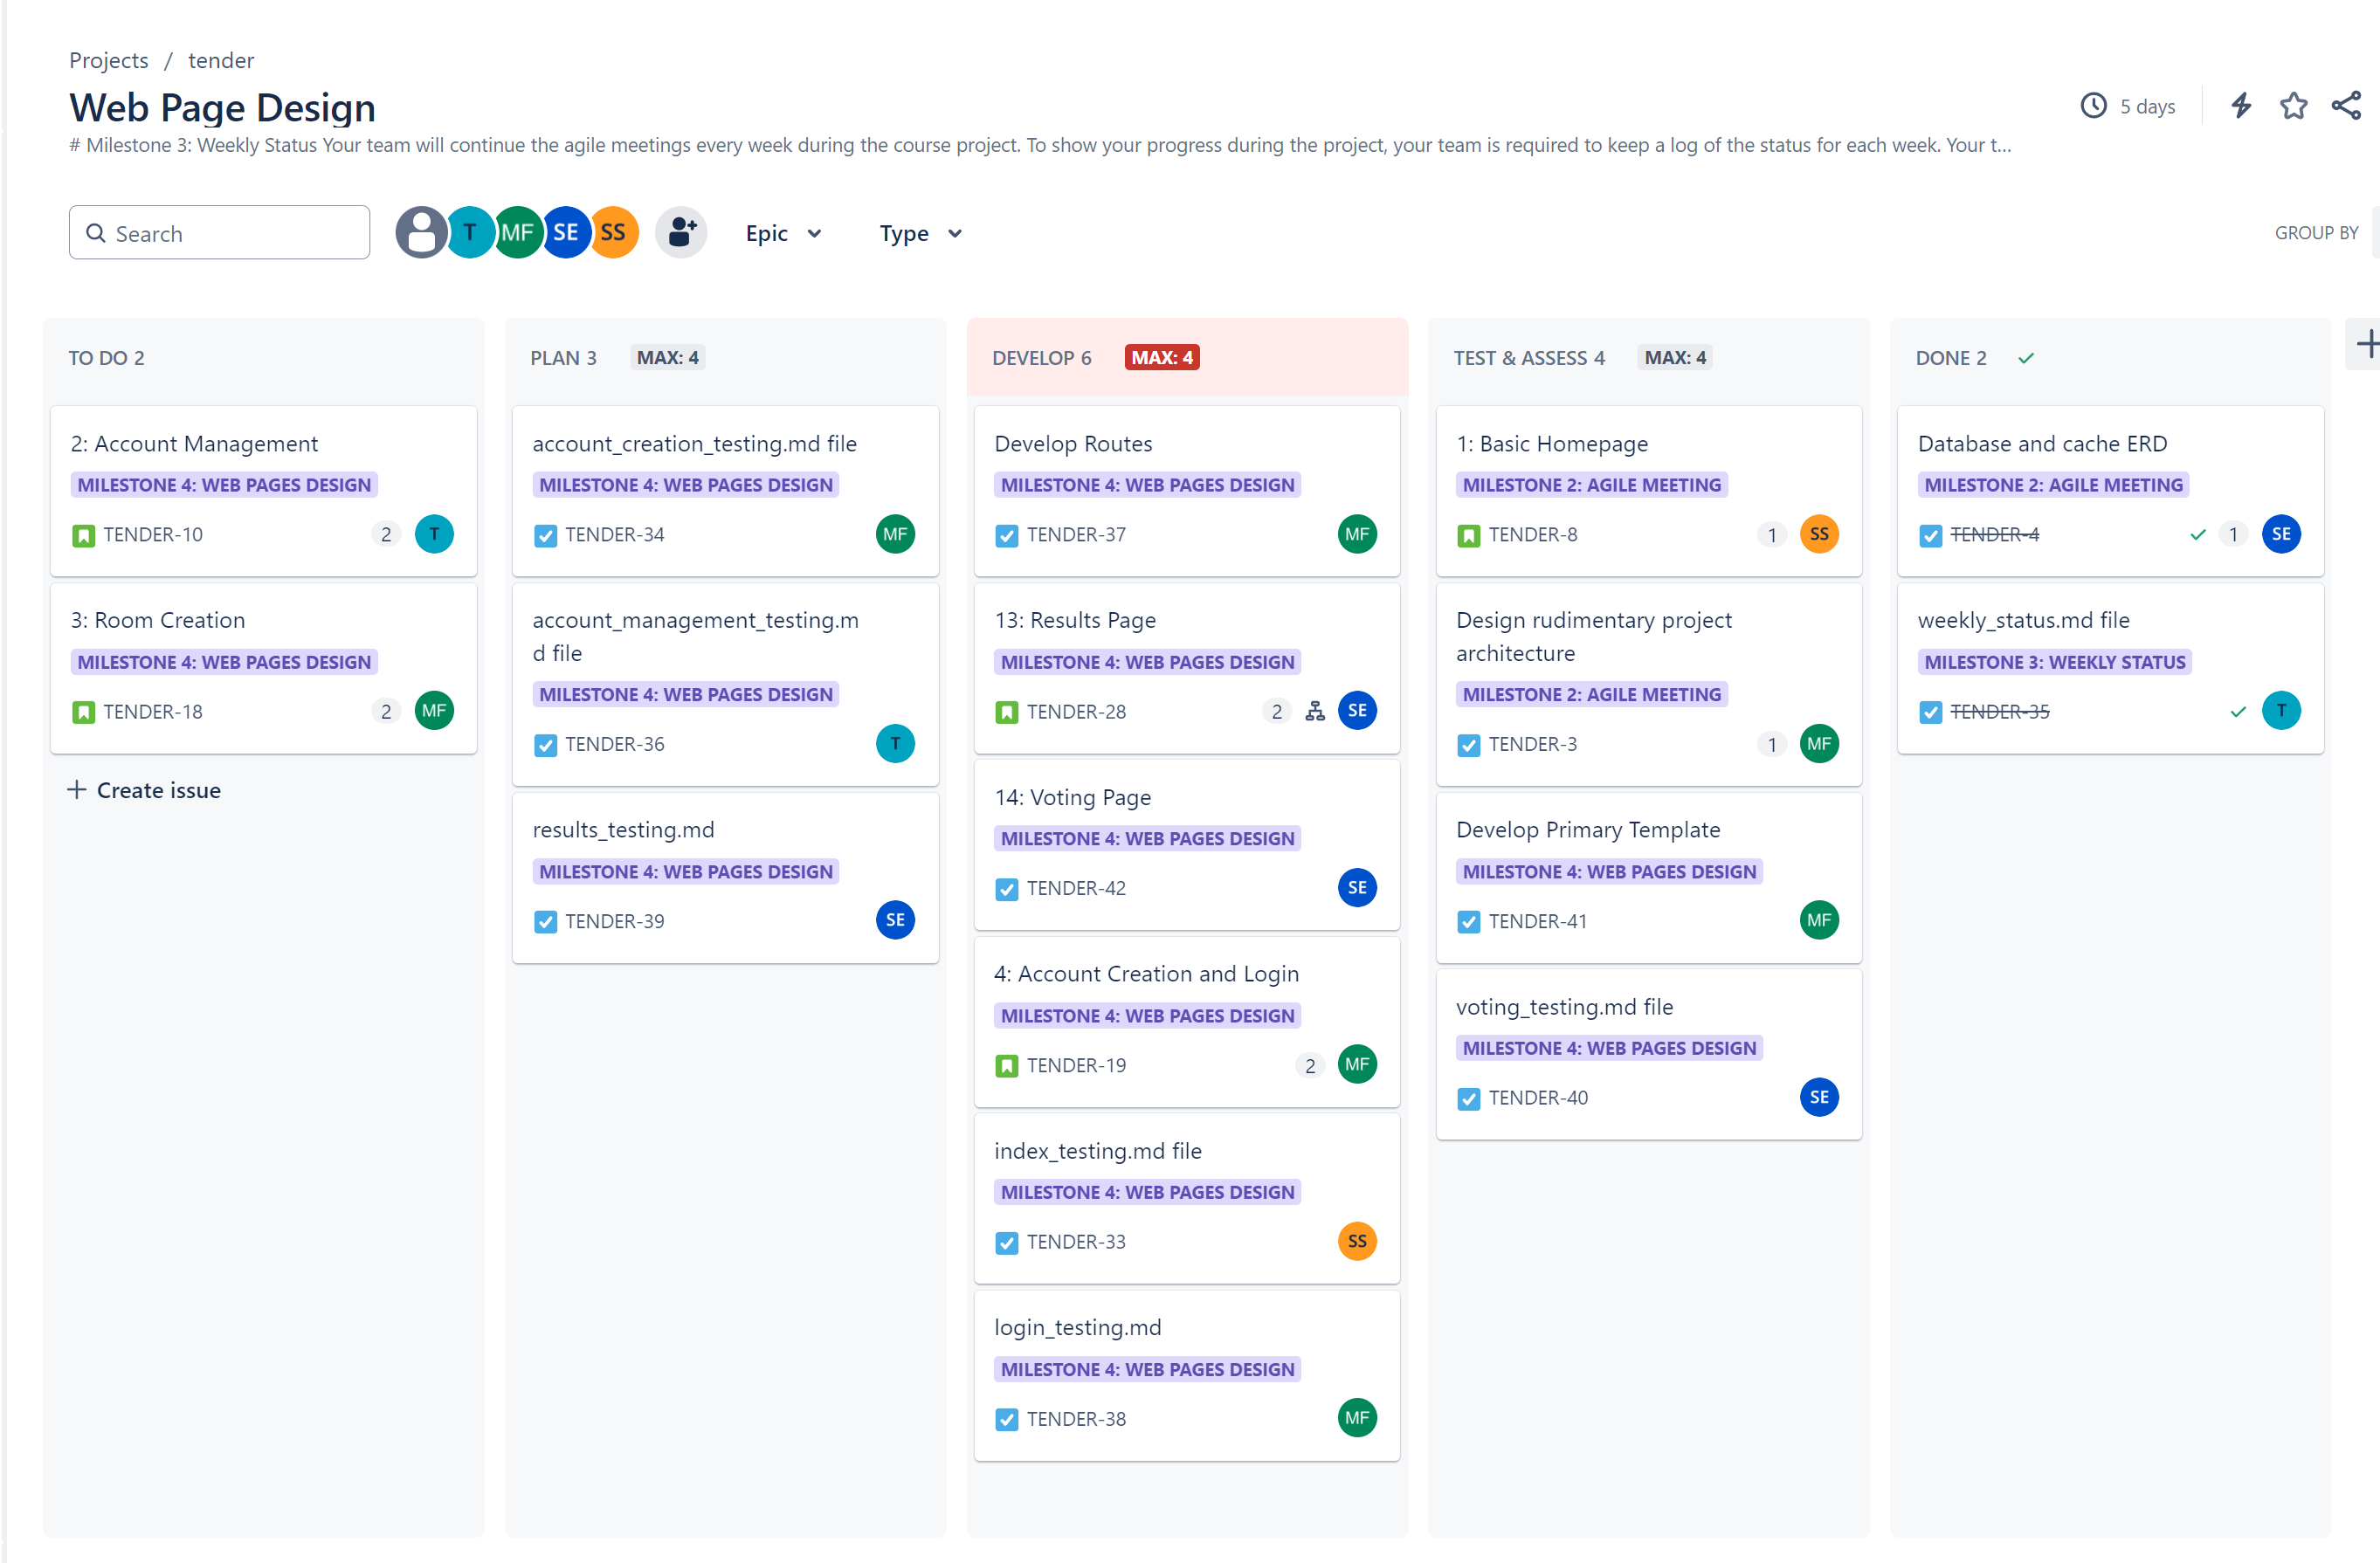 Projects / tender
Web Page Design
# Milestone 3: Weekly Status Your team will continue the agile meetings every week during the course project. To show your progress during the project, your team is required to keep a log of the status for each week. Your t...
5 days
Search
T MF SE SS
Epic
Type
GROUP BY
TO DO 2
2: Account Management
MILESTONE 4: WEB PAGES DESIGN
TENDER-10 2 T
3: Room Creation
MILESTONE 4: WEB PAGES DESIGN
TENDER-18 2 MF
+ Create issue
PLAN 3 MAX: 4
account_creation_testing.md file
MILESTONE 4: WEB PAGES DESIGN
TENDER-34 MF
account_management_testing.m
d file
MILESTONE 4: WEB PAGES DESIGN
TENDER-36 T
results_testing.md
MILESTONE 4: WEB PAGES DESIGN
TENDER-39 SE
DEVELOP 6 MAX: 4
Develop Routes
MILESTONE 4: WEB PAGES DESIGN
TENDER-37 MF
13: Results Page
MILESTONE 4: WEB PAGES DESIGN
TENDER-28 2 SE
14: Voting Page
MILESTONE 4: WEB PAGES DESIGN
TENDER-42 SE
4: Account Creation and Login
MILESTONE 4: WEB PAGES DESIGN
TENDER-19 2 MF
index_testing.md file
MILESTONE 4: WEB PAGES DESIGN
TENDER-33 SS
login_testing.md
MILESTONE 4: WEB PAGES DESIGN
TENDER-38 MF
TEST & ASSESS 4 MAX: 4
1: Basic Homepage
MILESTONE 2: AGILE MEETING
TENDER-8 1 SS
Design rudimentary project
architecture
MILESTONE 2: AGILE MEETING
TENDER-3 1 MF
Develop Primary Template
MILESTONE 4: WEB PAGES DESIGN
TENDER-41 MF
voting_testing.md file
MILESTONE 4: WEB PAGES DESIGN
TENDER-40 SE
DONE 2
Database and cache ERD
MILESTONE 2: AGILE MEETING
TENDER-4 1 SE
weekly_status.md file
MILESTONE 3: WEEKLY STATUS
TENDER-35 T